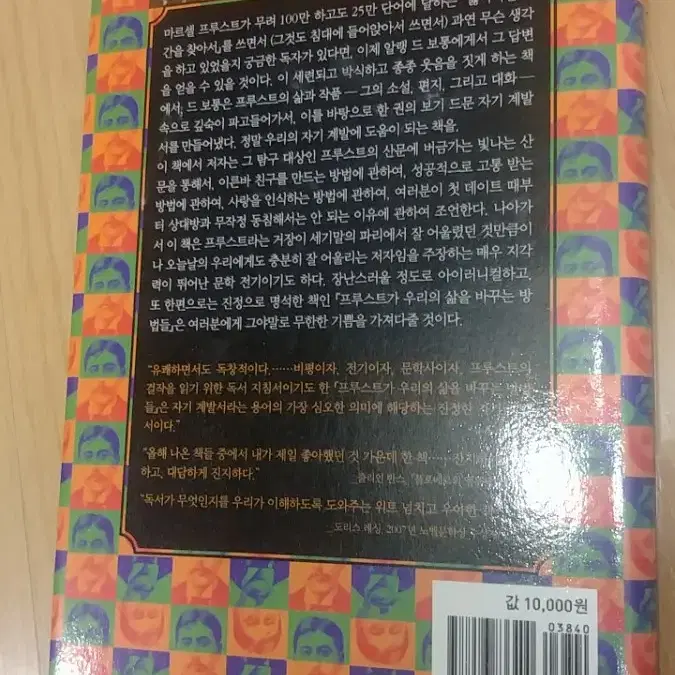 마르셀 프루스트가 무려 100만 하고도 25만 단어에 달하는
간을 찾아서』를 쓰면서 (그것도 침대에 들어앉아서 쓰면서) 과연 무슨 생각
을 하고 있었을지 궁금한 독자가 있다면, 이제 알랭 드 보통에게서 그 답변
을 얻을 수 있을 것이다. 이 세련되고 박식하고 종종 웃음을 짓게 하는 책
에서, 드 보통은 프루스트의 삶과 작품 — 그의 소설, 편지, 그리고 대화 —
속으로 깊숙이 파고들어가서, 이를 바탕으로 한 권의 보기 드문 자기 계발
서를 만들어냈다. 정말 우리의 자기 계발에 도움이 되는 책을.
이 책에서 저자는 그 탐구 대상인 프루스트의 산문에 버금가는 빛나는 산
문을 통해서, 이른바 친구를 만드는 방법에 관하여, 성공적으로 고통 받는
방법에 관하여, 사랑을 인식하는 방법에 관하여, 여러분이 첫 데이트 때부
터 상대방과 무작정 동침해서는 안 되는 이유에 관하여 조언한다. 나아가
서 이 책은 프루스트라는 거장이 세기말의 파리에서 잘 어울렸던 것만큼이
나 오늘날의 우리에게도 충분히 잘 어울리는 저자임을 주장하는 매우 지각
력이 뛰어난 문학 전기이기도 하다. 장난스러울 정도로 아이러니컬하고,
또 한편으로는 진정으로 명석한 책인 『프루스트가 우리의 삶을 바꾸는 방
법들』은 여러분에게 그야말로 무한한 기쁨을 가져다줄 것이다.
"유쾌하면서도 독창적이다.……비평이자, 전기이자, 문학사이자, 프루스트의
걸작을 읽기 위한 독서 지침서이기도 한 『프루스트가 우리의 삶을 바꾸는 방법
들』은 자기 계발서라는 용어의 가장 심오한 의미에 해당하는 진정한
서이다."
"올해 나온 책들 중에서 내가 제일 좋아했던 것 가운데 한 책……
하고, 대담하게 진지하다."
_줄리언 반스,
"독서가 무엇인지를 우리가 이해하도록 도와주는 위트 넘치고 우아한
_도리스 레싱, 2007년 노벨문학상
값 10,000원
03840